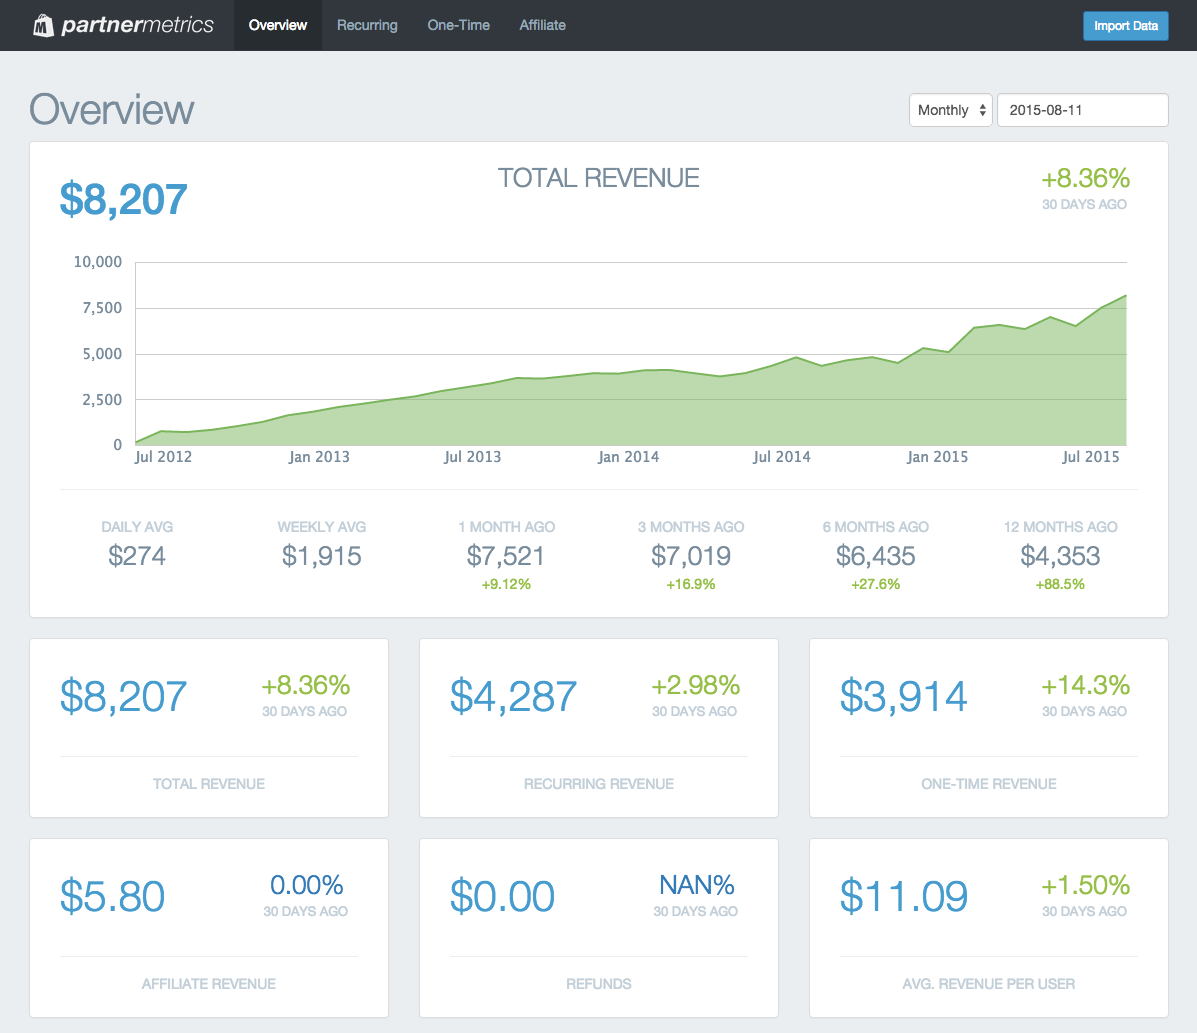 partnermetrics Overview Recurring One-Time Affiliate Import Data
Overview Monthly 2015-08-11
$8,207 TOTAL REVENUE +8.36%
30 DAYS AGO
10,000
7,500
5,000
2,500
0
Jul 2012 Jan 2013 Jul 2013 Jan 2014 Jul 2014 Jan 2015 Jul 2015
DAILY AVG WEEKLY AVG 1 MONTH AGO 3 MONTHS AGO 6 MONTHS AGO 12 MONTHS AGO
$274 $1,915 $7,521 $7,019 $6,435 $4,353
+9.12% +16.9% +27.6% +88.5%
$8,207 +8.36% $4,287 +2.98% $3,914 +14.3%
30 DAYS AGO 30 DAYS AGO 30 DAYS AGO
TOTAL REVENUE RECURRING REVENUE ONE-TIME REVENUE
$5.80 0.00% $0.00 NAN% $11.09 +1.50%
30 DAYS AGO 30 DAYS AGO 30 DAYS AGO
AFFILIATE REVENUE REFUNDS AVG. REVENUE PER USER